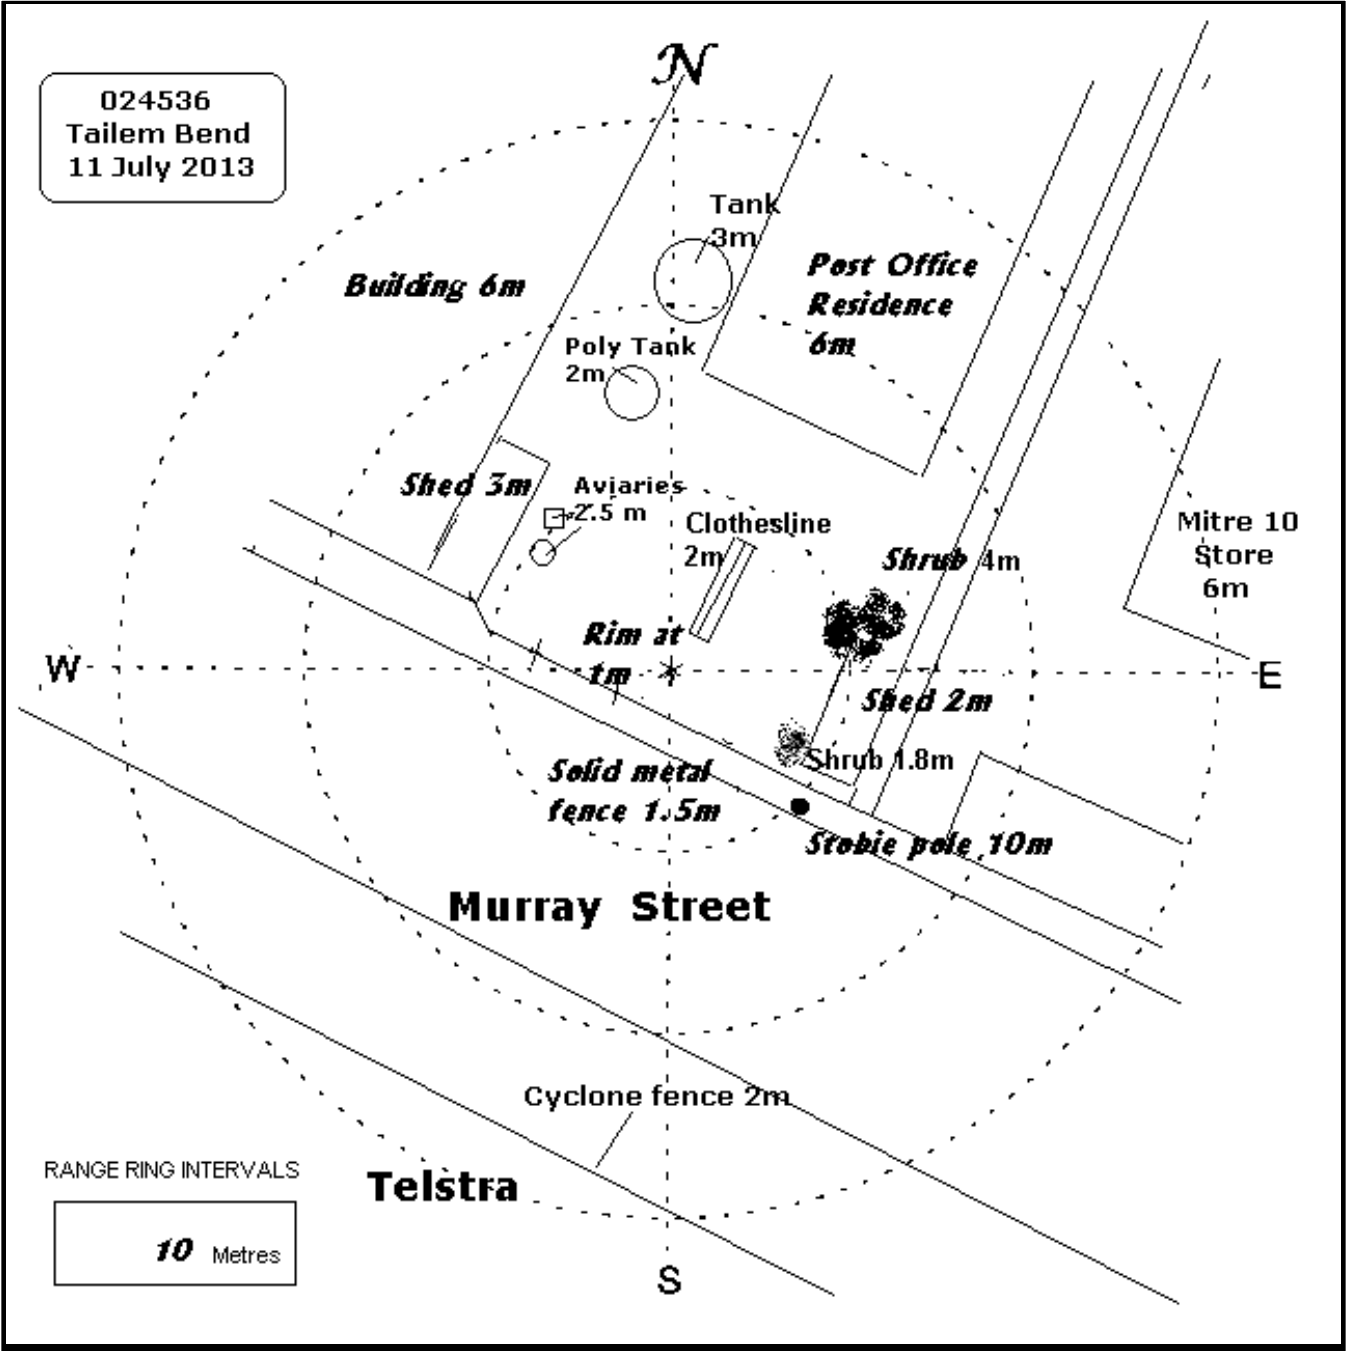 N
024536
Tailem Bend
11 July 2013
Tank
3m
Building 6m
Post Office
Residence
6m
Poly Tank
2m
Shed 3m
Aviaries
2.5 m
Clothesline
2m
Mitre 10
Store
6m
Shrub 4m
Rim at
1m
W
E
Shed 2m
Shrub 1.8m
Solid metal
fence 1.5m
Stobie pole 10m
Murray Street
Cyclone fence 2m
Telstra
RANGE RING INTERVALS
10 Metres
S